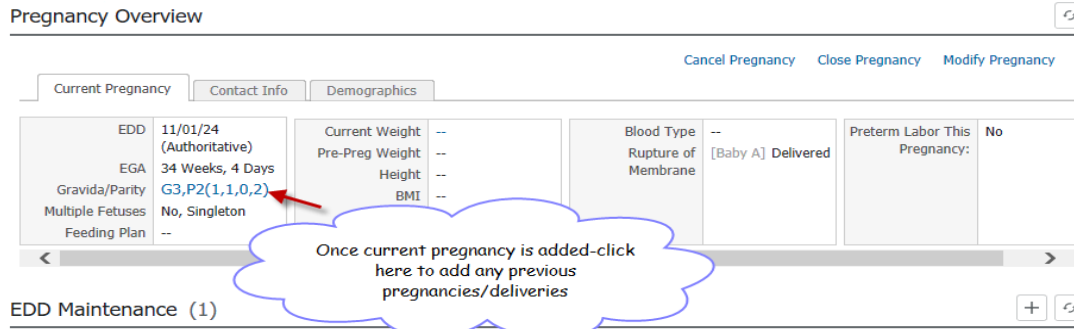 Pregnancy Overview
Cancel Pregnancy Close Pregnancy Modify Pregnancy
Current Pregnancy Contact Info Demographics
EDD 11/01/24
(Authoritative)
EGA 34 Weeks, 4 Days
Gravida/Parity G3,P2(1,1,0,2)
Multiple Fetuses No, Singleton
Feeding Plan --
Current Weight --
Pre-Preg Weight --
Height --
BMI --
Blood Type --
Rupture of [Baby A] Delivered
Membrane
Preterm Labor This No
Pregnancy:
Once current pregnancy is added-click
here to add any previous
pregnancies/deliveries
EDD Maintenance (1)